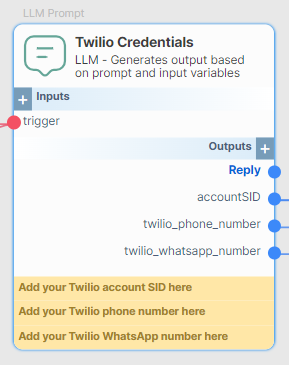 LLM Prompt
Twilio Credentials
LLM - Generates output based
on prompt and input variables
+ Inputs
trigger
Outputs +
Reply
accountSID
twilio_phone_number
twilio_whatsapp_number
Add your Twilio account SID here
Add your Twilio phone number here
Add your Twilio WhatsApp number here